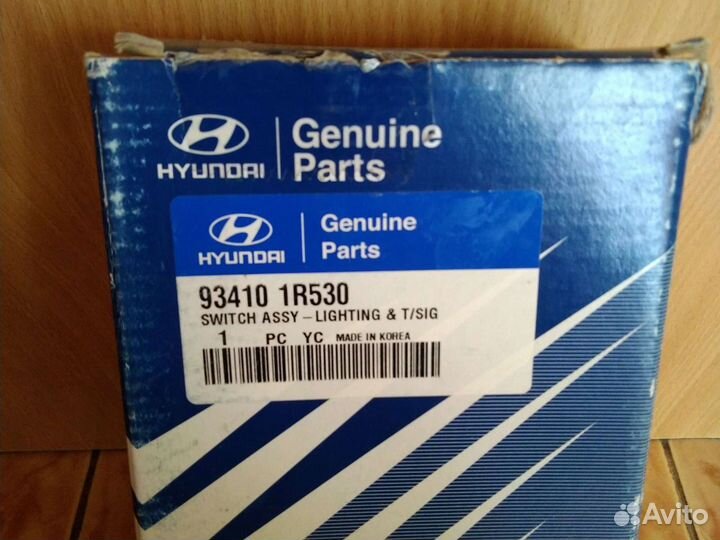 Genuine
Parts
HYUNDAI
Genuine
Parts
HYUNDAI
93410 1R530
SWITCH ASSY – LIGHTING & T/SIG
1 PC YC MADE IN KOREA
Avito